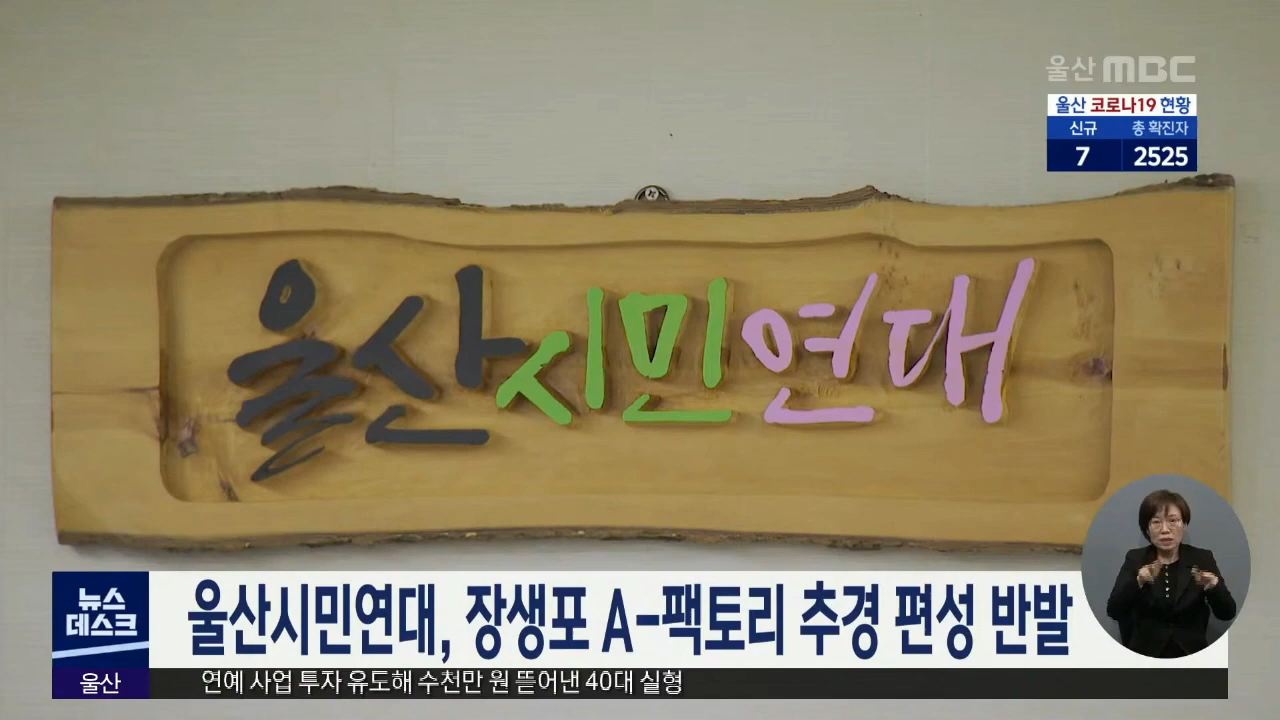 울산 MBC
울산 코로나19 현황
신규 총 확진자
7 2525
울산시민연대
뉴스
데스크
울산시민연대, 장생포 A-팩토리 추경 편성 반발
울산
연예 사업 투자 유도해 수천만 원 뜯어낸 40대 실형